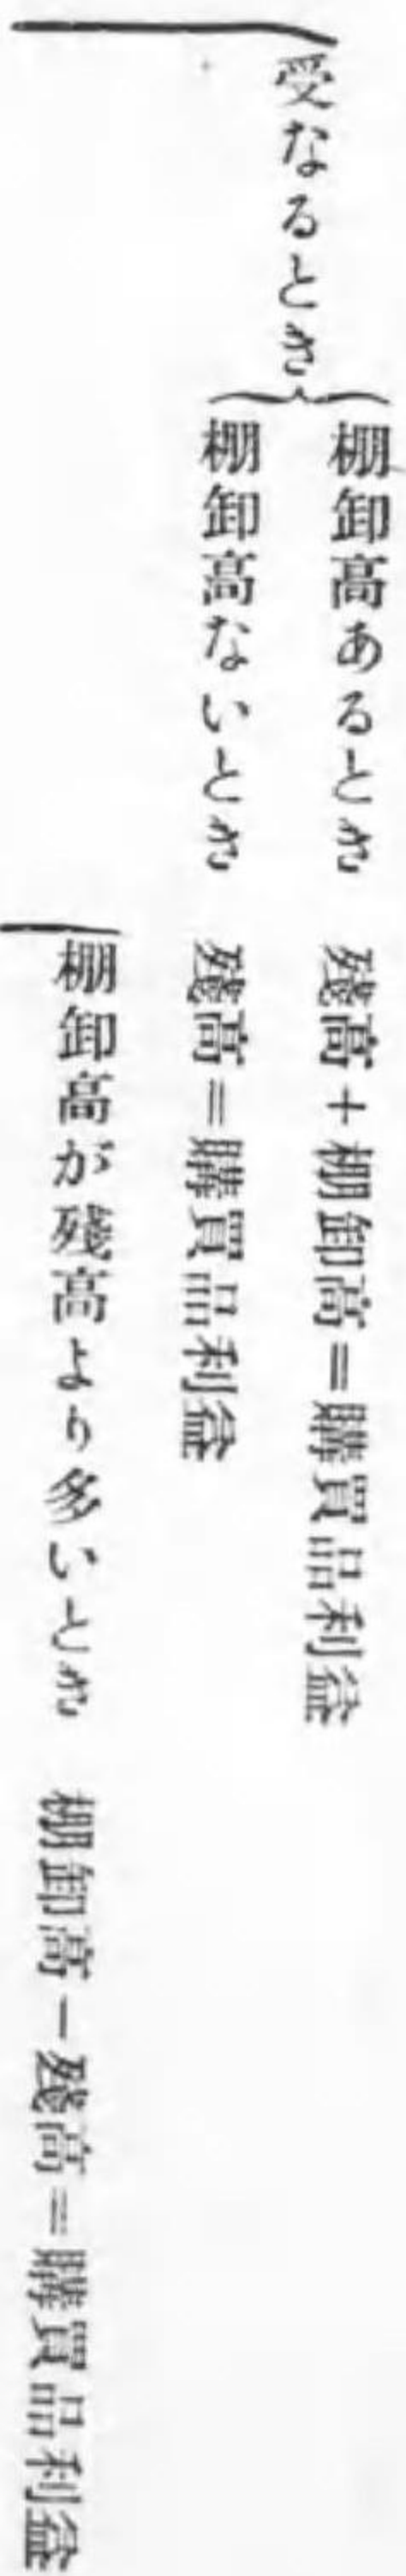 受なるとき
棚卸高あるとき 殘高+棚卸高=購買品利益
棚卸高ないとき 殘高=購買品利益
棚卸高が殘高より多いとき 棚卸高-殘高=購買品利益